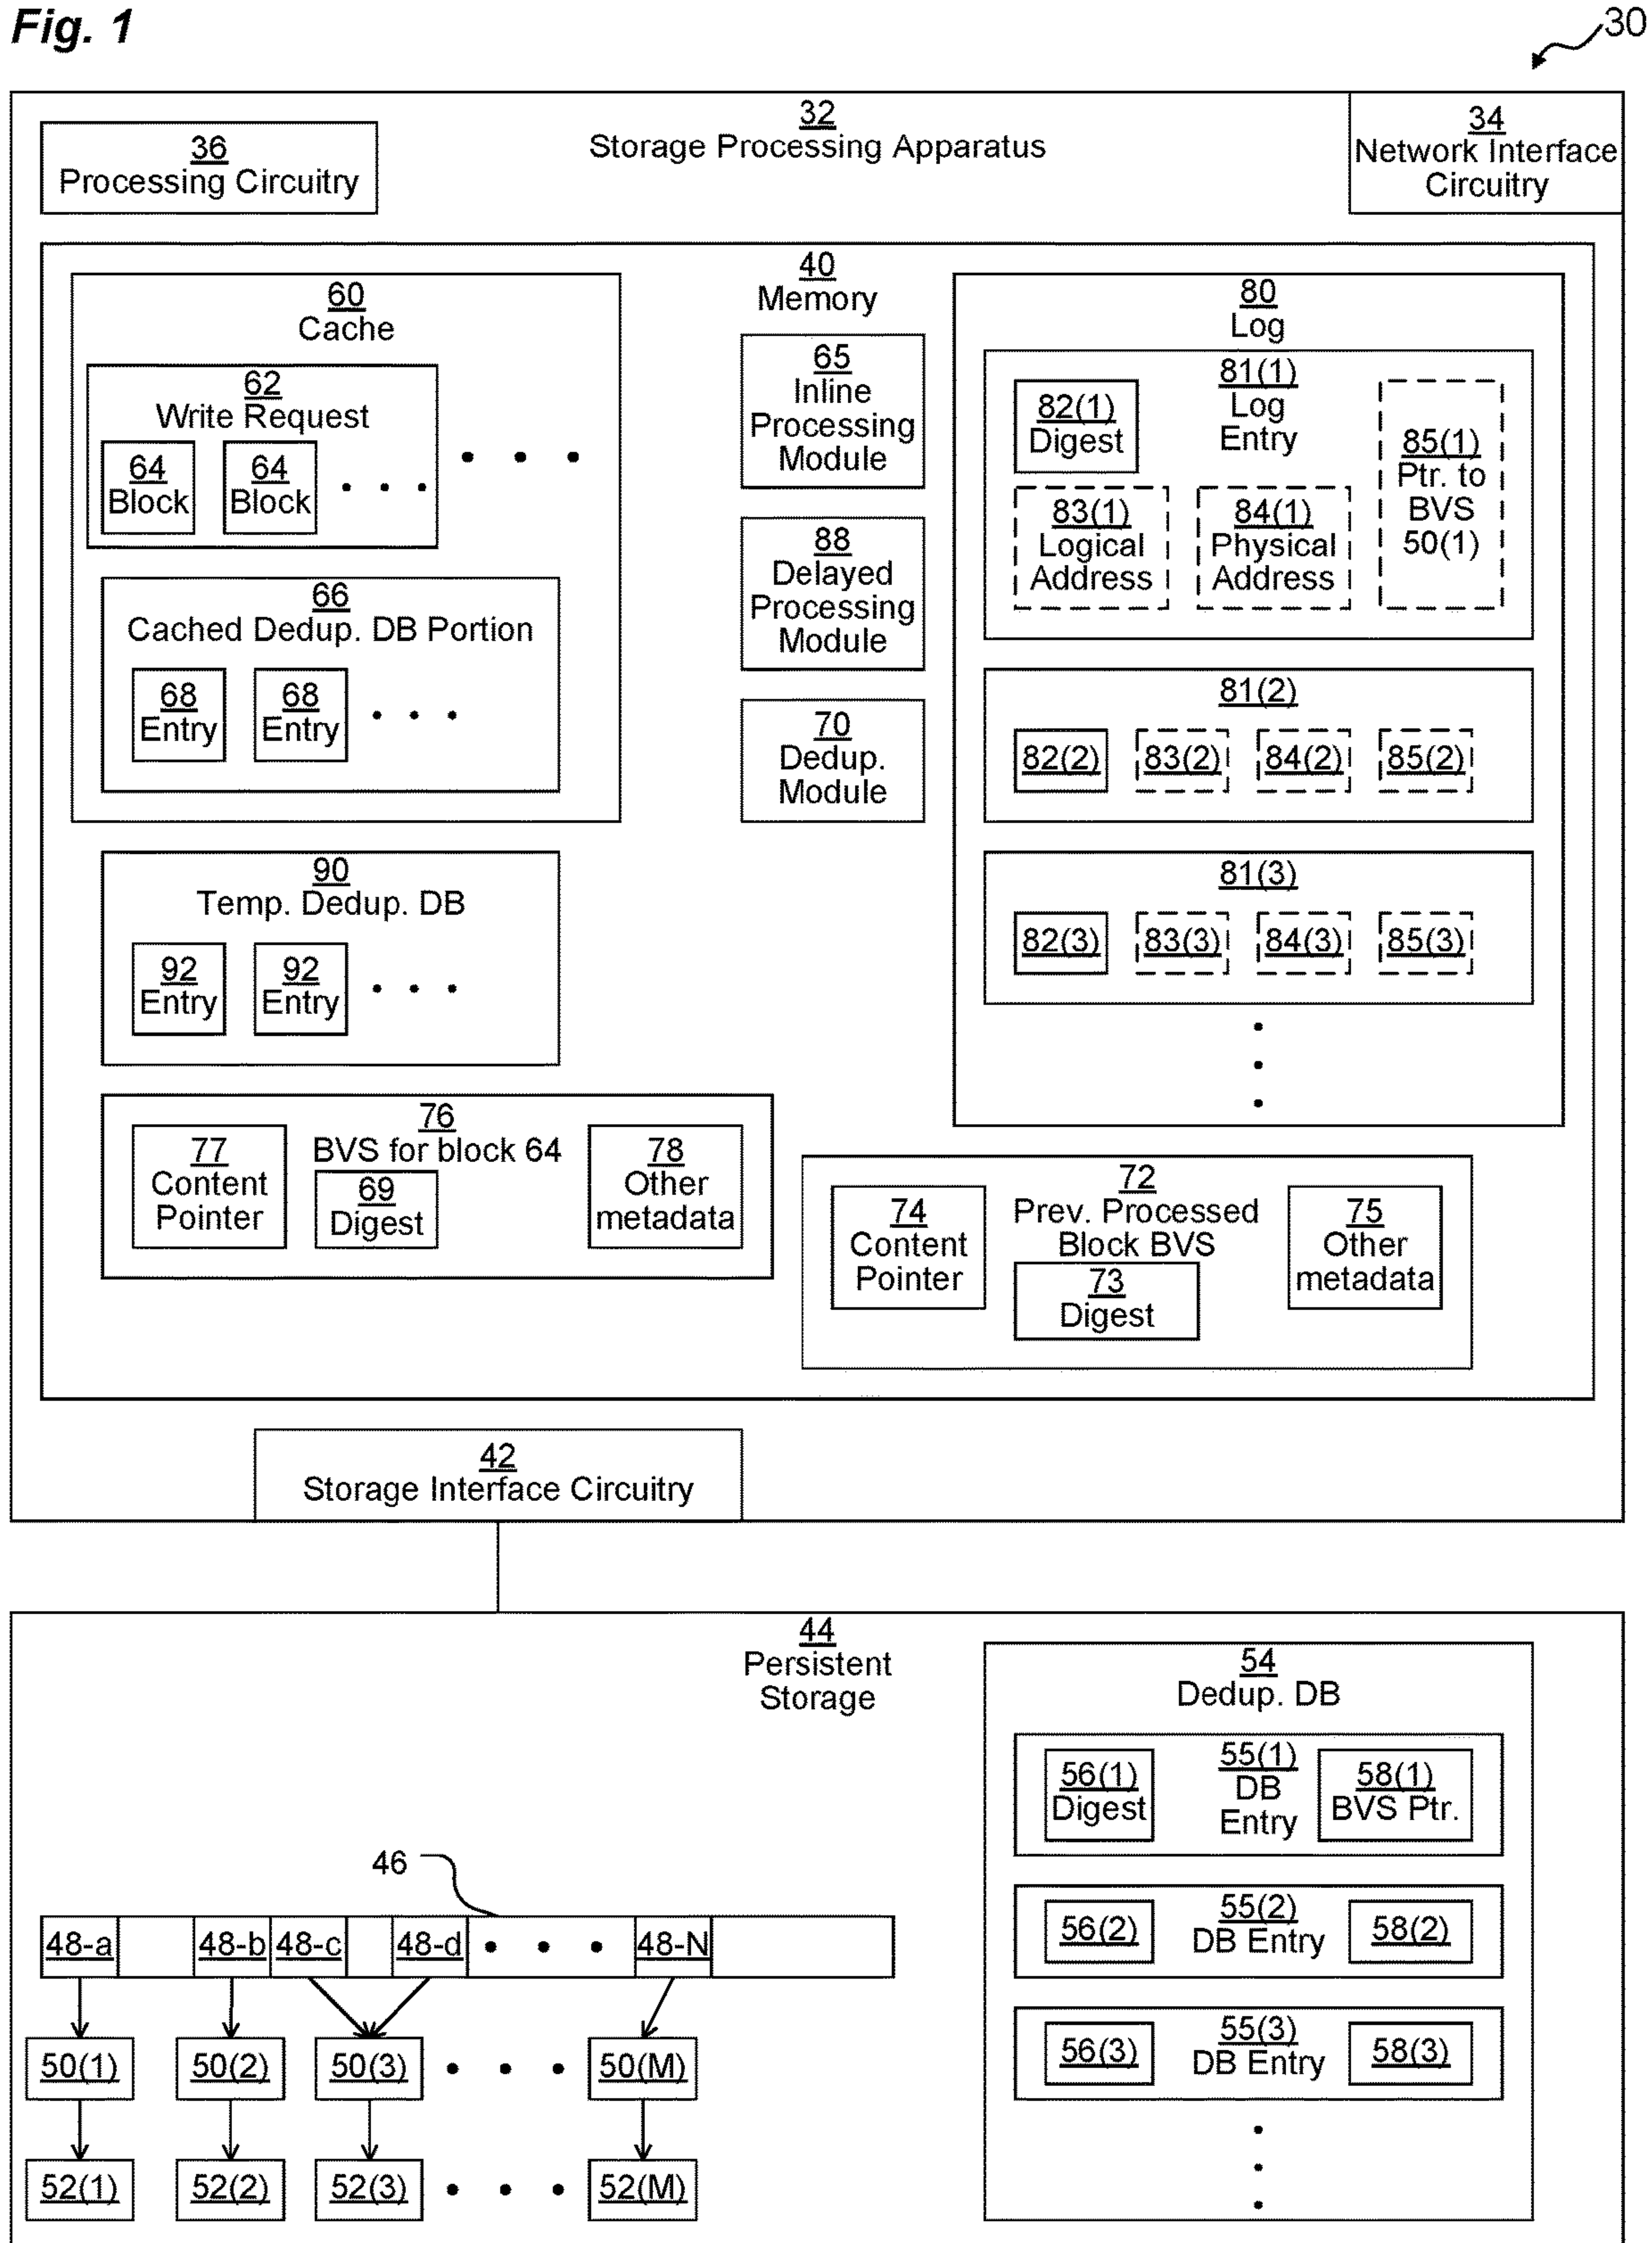 Fig. 1
30
32
Storage Processing Apparatus
34
Network Interface
Circuitry
36
Processing Circuitry
40
Memory
60
Cache
62
Write Request
64
Block
64
Block
66
Cached Dedup. DB Portion
68
Entry
68
Entry
65
Inline
Processing
Module
88
Delayed
Processing
Module
70
Dedup.
Module
80
Log
81(1)
Log
Entry
82(1)
Digest
83(1)
Logical
Address
84(1)
Physical
Address
85(1)
Ptr. to
BVS
50(1)
81(2)
82(2) 83(2) 84(2) 85(2)
81(3)
82(3) 83(3) 84(3) 85(3)
90
Temp. Dedup. DB
92
Entry
92
Entry
76
BVS for block 64
77
Content
Pointer
69
Digest
78
Other
metadata
72
Prev. Processed
Block BVS
74
Content
Pointer
73
Digest
75
Other
metadata
42
Storage Interface Circuitry
44
Persistent
Storage
54
Dedup. DB
55(1)
DB
Entry
56(1)
Digest
58(1)
BVS Ptr.
55(2)
DB Entry
56(2)
58(2)
55(3)
DB Entry
56(3)
58(3)
46
48-a 48-b 48-c 48-d 48-N
50(1) 50(2) 50(3) 50(M)
52(1) 52(2) 52(3) 52(M)